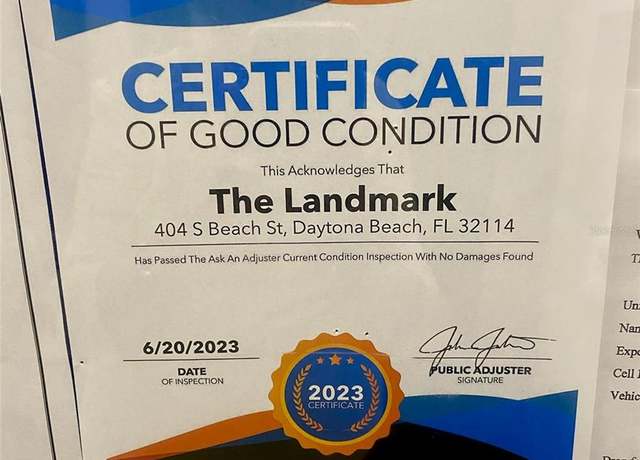 CERTIFICATE
OF GOOD CONDITION
This Acknowledges That
The Landmark
404 S Beach St, Daytona Beach, FL 32114
Has Passed The Ask An Adjuster Current Condition Inspection With No Damages Found
6/20/2023
DATE
OF INSPECTION
2023
CERTIFICATE
PUBLIC ADJUSTER
SIGNATURE
Cell